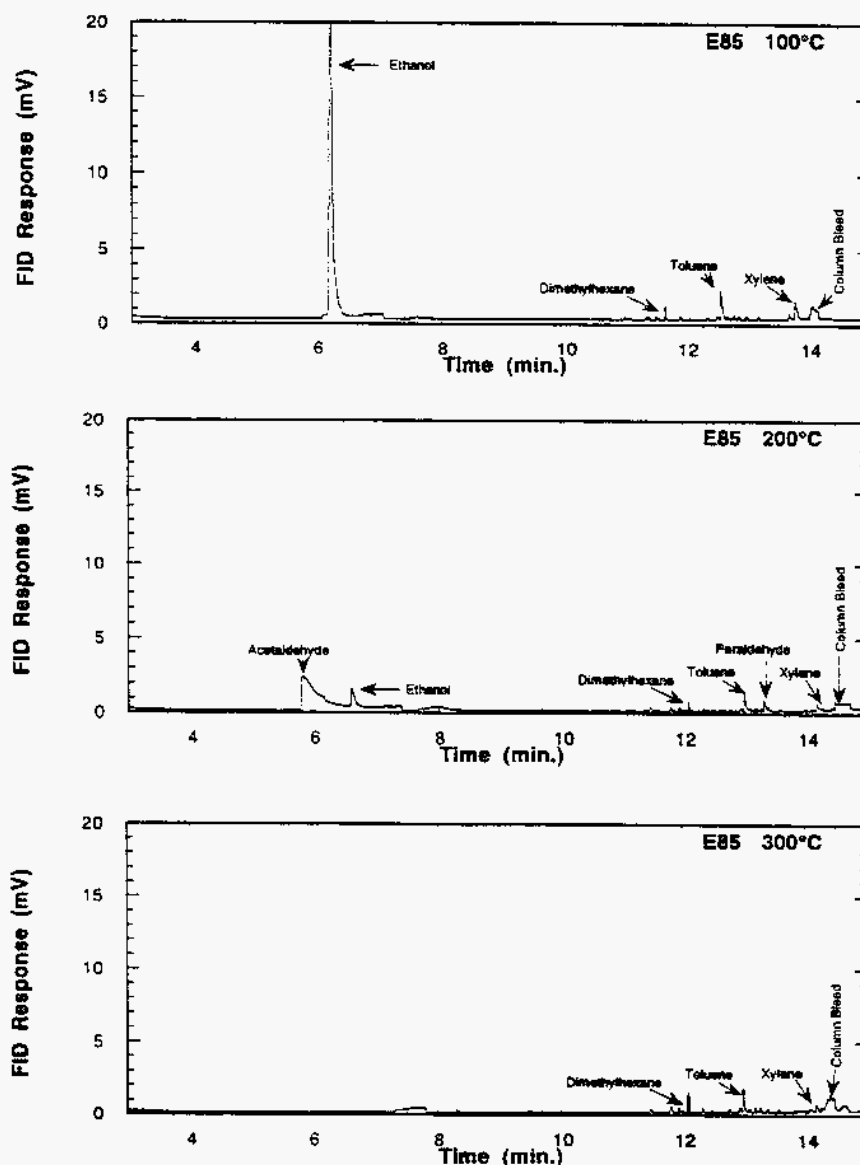 E85 100°C
FID Response (mV)
20
15
10
5
0
Ethanol
Dimethylhexane
Toluene
Xylene
Column Bleed
4 6 8 10 12 14
Time (min.)
E85 200°C
FID Response (mV)
20
15
10
5
0
Acetaldehyde
Ethanol
Dimethylhexane
Toluene
Paraldehyde
Xylene
Column Bleed
4 6 8 10 12 14
Time (min.)
E85 300°C
FID Response (mV)
20
15
10
5
0
Dimethylhexane
Toluene
Xylene
Column Bleed
4 6 8 10 12 14
Time (min.)